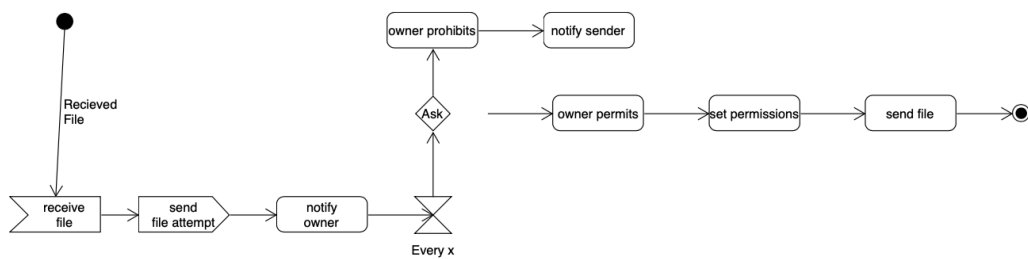 owner prohibits
notify sender
Recieved
File
Ask
owner permits
set permissions
send file
receive
file
send
file attempt
notify
owner
Every x